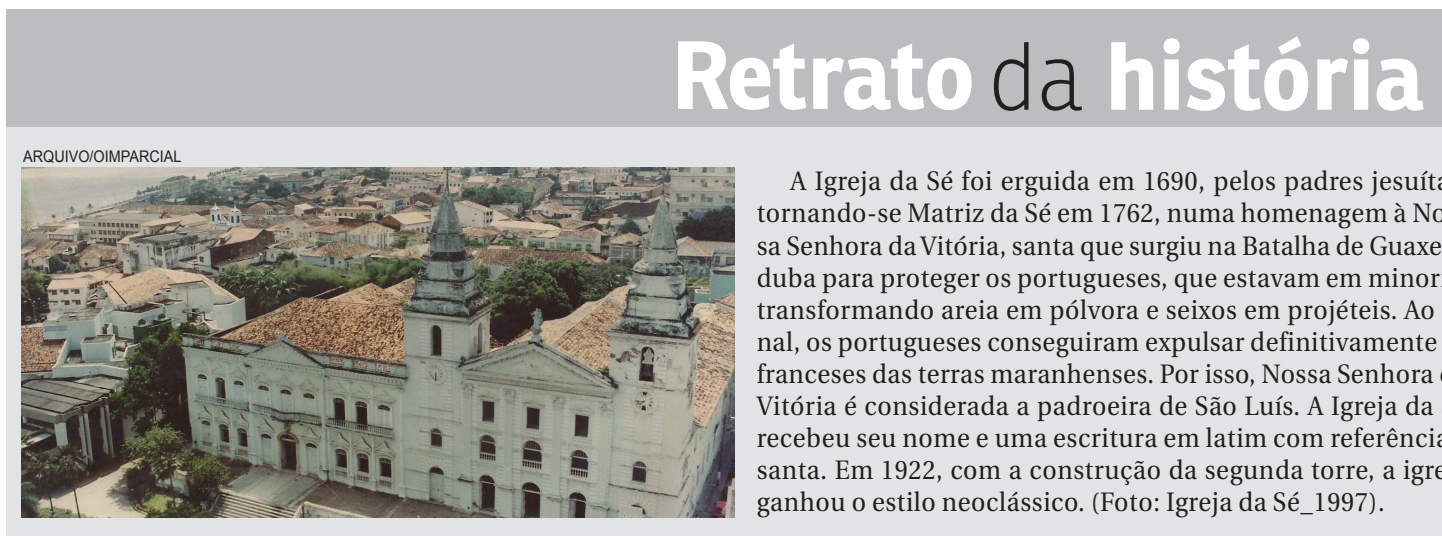 Retrato da história
ARQUIVO/OIMPARCIAL
A Igreja da Sé foi erguida em 1690, pelos padres jesuíta
tornando-se Matriz da Sé em 1762, numa homenagem à No
sa Senhora da Vitória, santa que surgiu na Batalha de Guaxe
duba para proteger os portugueses, que estavam em minori
transformando areia em pólvora e seixos em projéteis. Ao
nal, os portugueses conseguiram expulsar definitivamente
franceses das terras maranhenses. Por isso, Nossa Senhora
Vitória é considerada a padroeira de São Luís. A Igreja da
recebeu seu nome e uma escritura em latim com referência
santa. Em 1922, com a construção da segunda torre, a igre
ganhou o estilo neoclássico. (Foto: Igreja da Sé_1997).